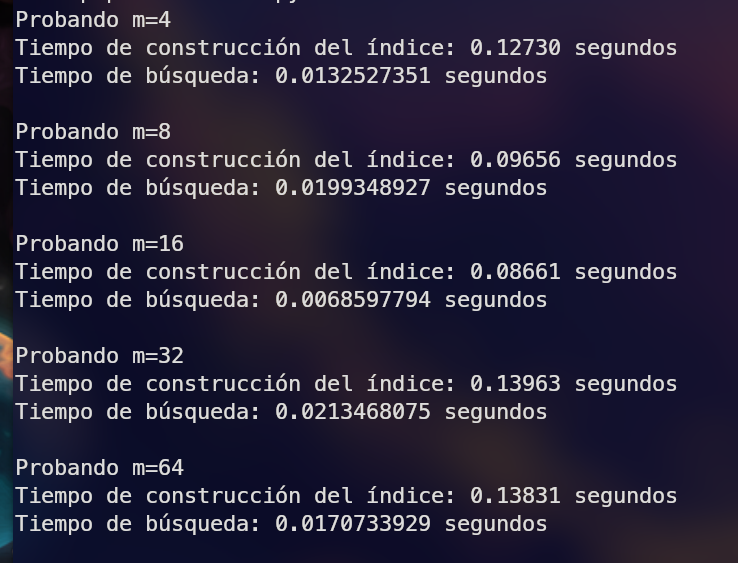 Probando m=4
Tiempo de construcción del índice: 0.12730 segundos
Tiempo de búsqueda: 0.0132527351 segundos
Probando m=8
Tiempo de construcción del índice: 0.09656 segundos
Tiempo de búsqueda: 0.0199348927 segundos
Probando m=16
Tiempo de construcción del índice: 0.08661 segundos
Tiempo de búsqueda: 0.0068597794 segundos
Probando m=32
Tiempo de construcción del índice: 0.13963 segundos
Tiempo de búsqueda: 0.0213468075 segundos
Probando m=64
Tiempo de construcción del índice: 0.13831 segundos
Tiempo de búsqueda: 0.0170733929 segundos